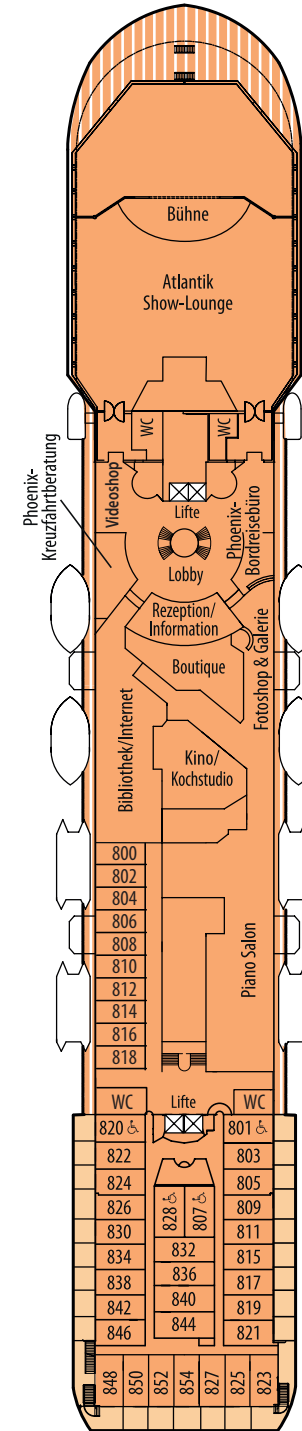 Bühne
Atlantik
Show-Lounge
WC
WC
Videoshop
Lifte
Phoenix-
Kreuzfahrtberatung
Phoenix-
Bordreisebüro
Lobby
Rezeption/
Information
Boutique
Fotoshop & Galerie
Bibliothek/Internet
Kino/
Kochstudio
800
802
804
806
808
810
812
814
816
818
Piano Salon
WC
Lifte
WC
820
801
822
803
824
805
826
828
807
809
830
832
811
834
836
815
838
817
840
842
819
844
846
821
848
850
852
854
827
825
823